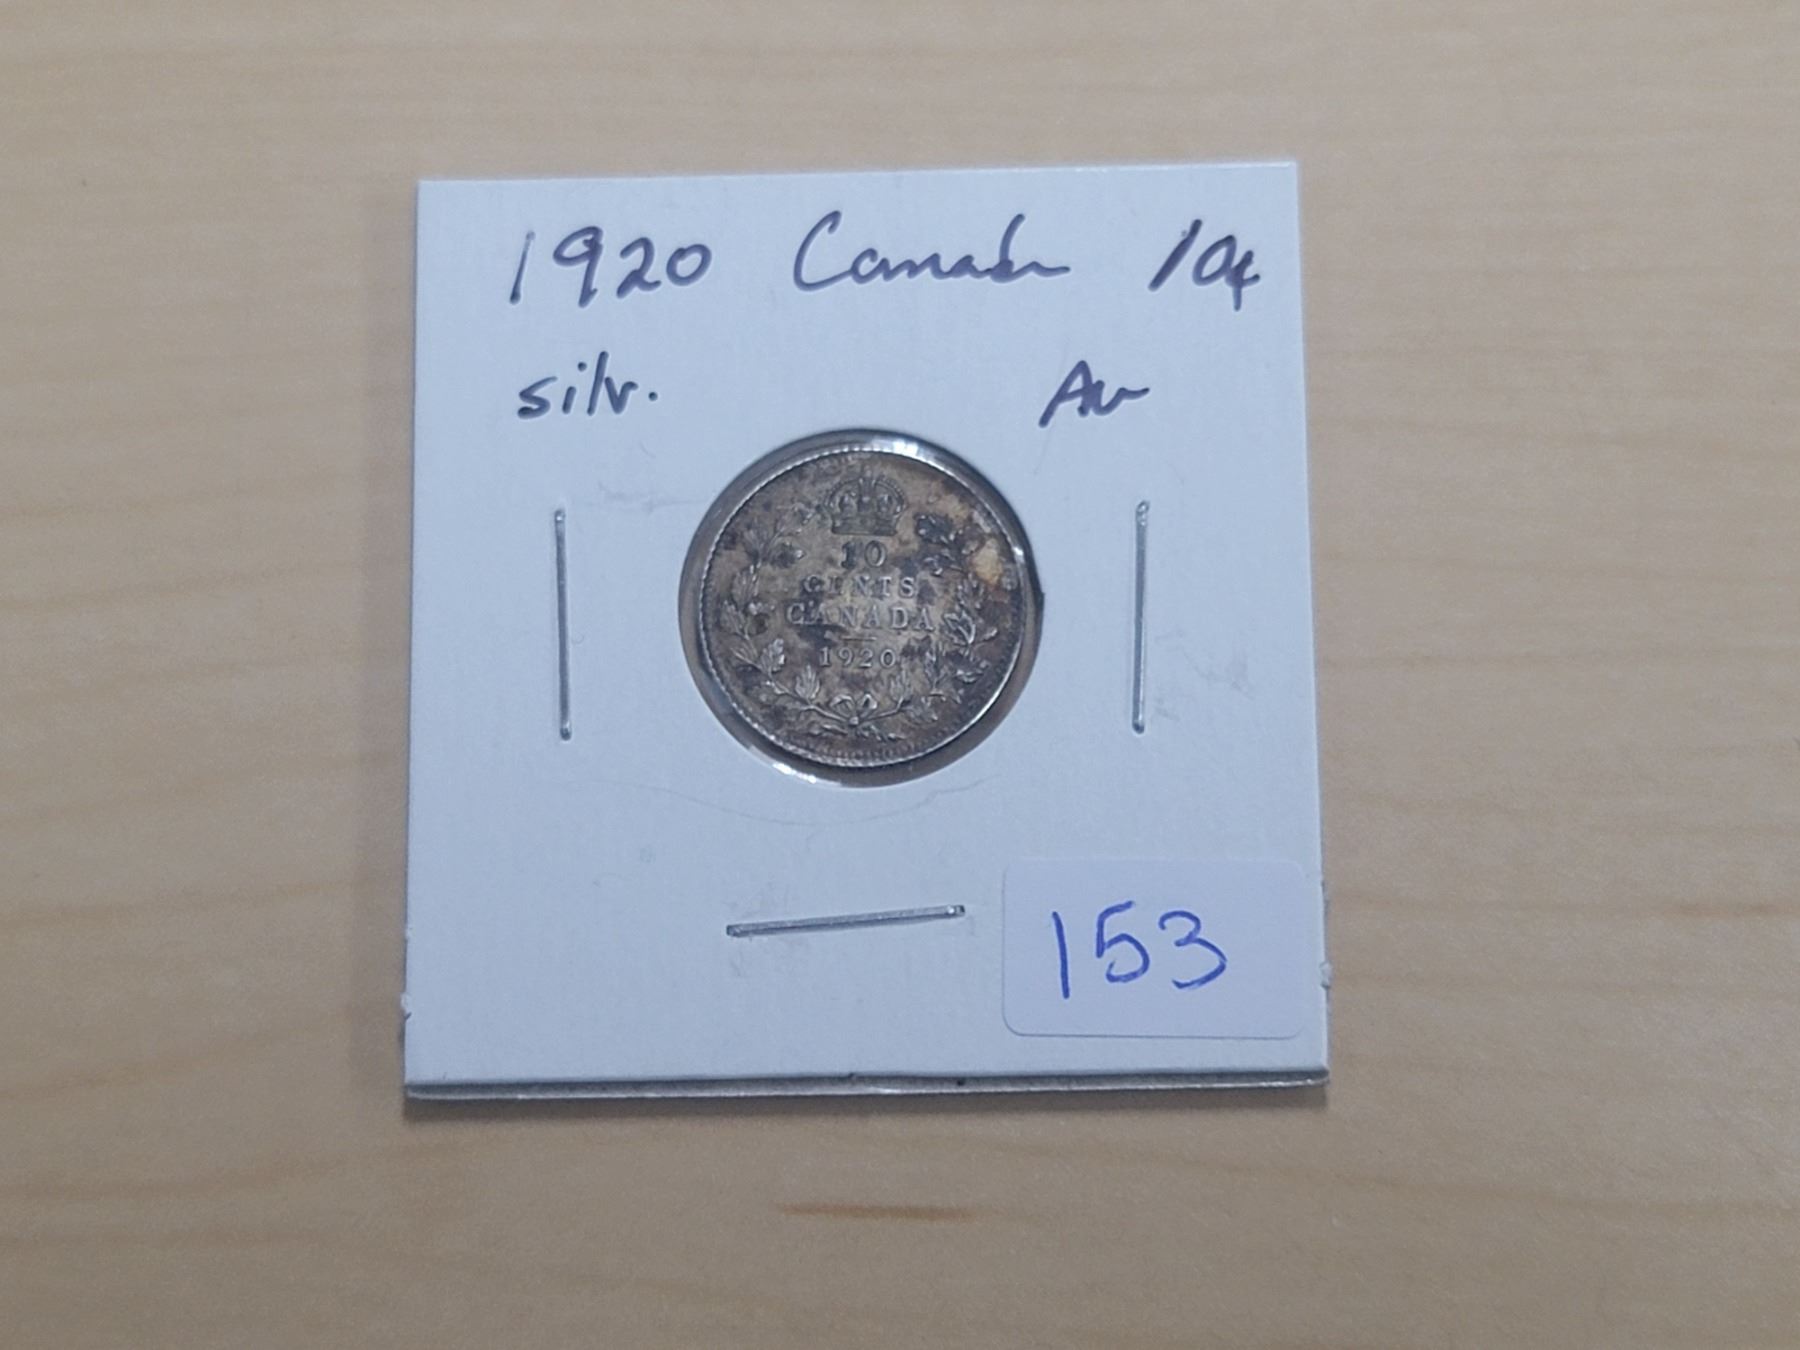 1920 Canada 10¢
silv. AU
10
CENTS
CANADA
1920
153